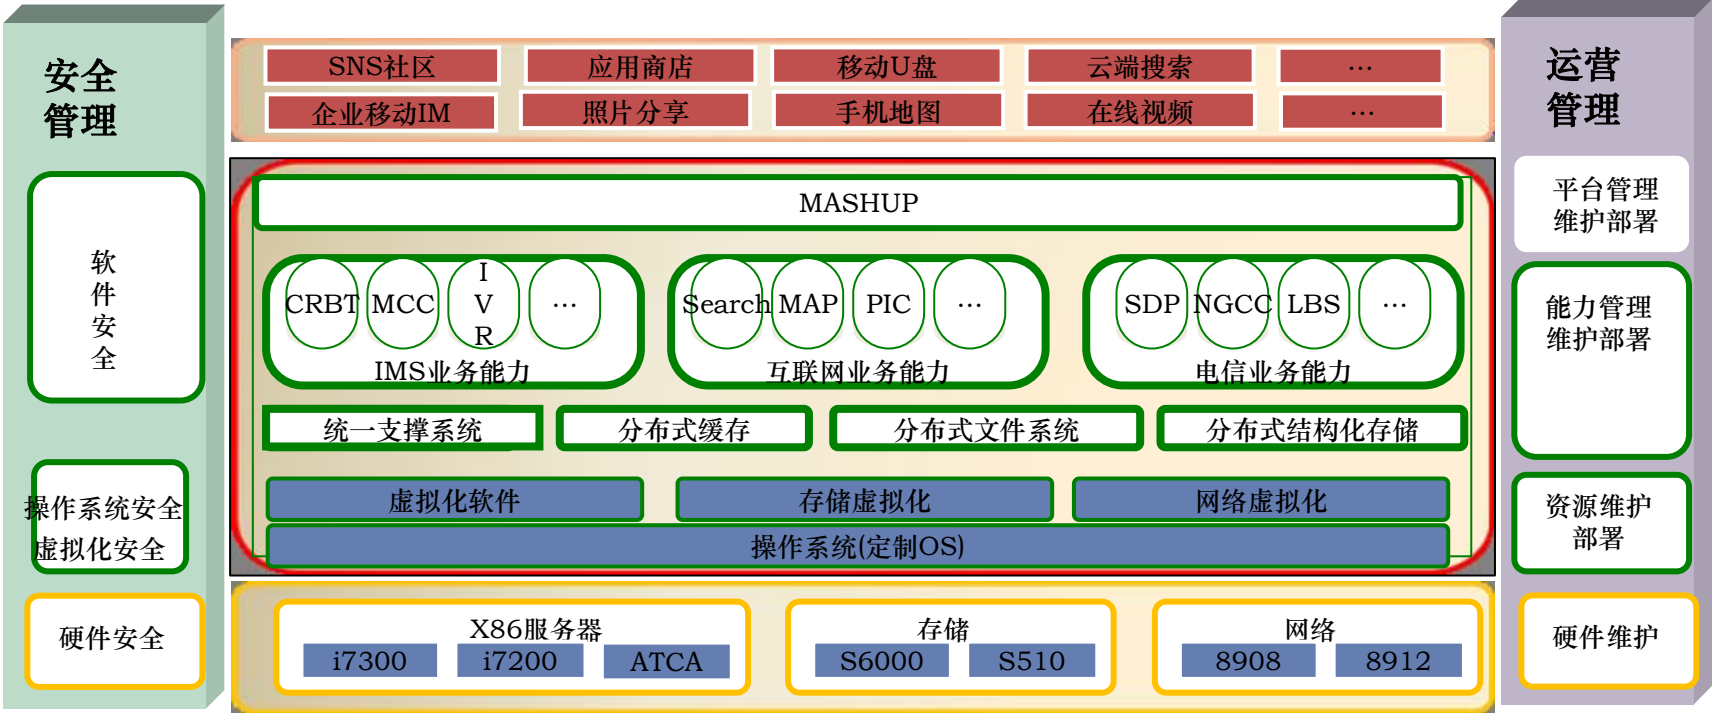 安全
管理
软
件
安
全
操作系统安全
虚拟化安全
硬件安全
SNS社区
应用商店
移动U盘
云端搜索
...
企业移动IM
照片分享
手机地图
在线视频
...
MASHUP
CRBT
MCC
I
V
R
...
IMS业务能力
Search
MAP
PIC
...
互联网业务能力
SDP
NGCC
LBS
...
电信业务能力
统一支撑系统
分布式缓存
分布式文件系统
分布式结构化存储
虚拟化软件
存储虚拟化
网络虚拟化
操作系统(定制OS)
X86服务器
i7300
i7200
ATCA
存储
S6000
S510
网络
8908
8912
运营
管理
平台管理
维护部署
能力管理
维护部署
资源维护
部署
硬件维护